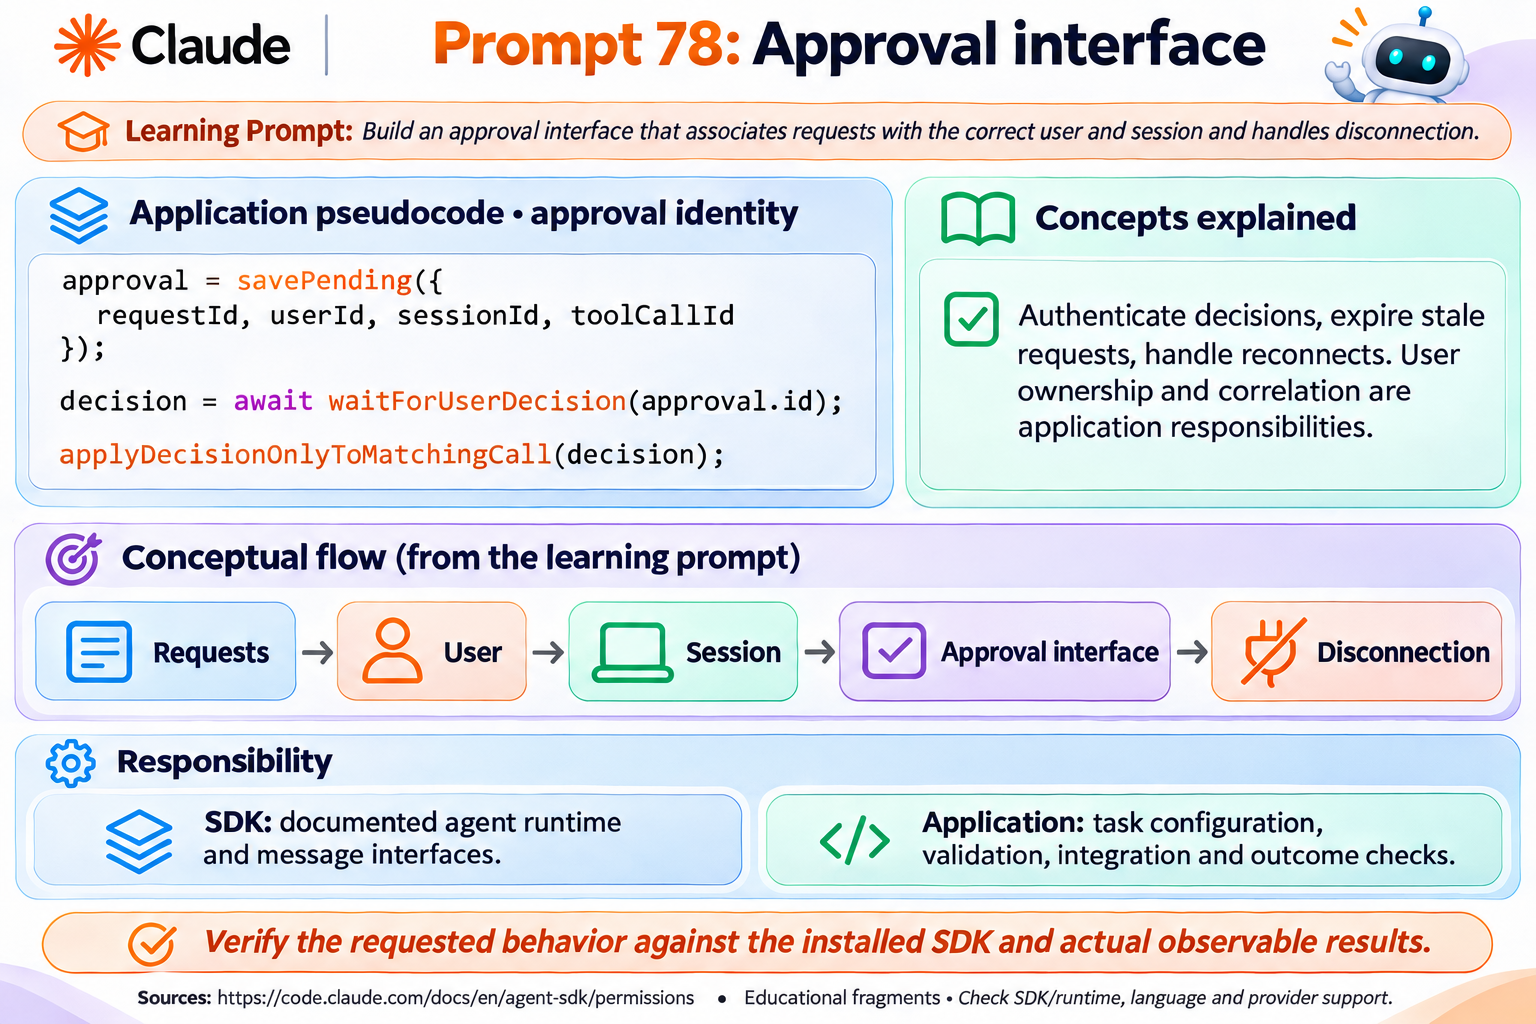 Claude
Prompt 78: Approval interface
Learning Prompt: Build an approval interface that associates requests with the correct user and session and handles disconnection.
Application pseudocode • approval identity
approval = savePending({
  requestId, userId, sessionId, toolCallId
});
decision = await waitForUserDecision(approval.id);
applyDecisionOnlyToMatchingCall(decision);
Concepts explained
Authenticate decisions, expire stale
requests, handle reconnects. User
ownership and correlation are
application responsibilities.
Conceptual flow (from the learning prompt)
Requests
User
Session
Approval interface
Disconnection
Responsibility
SDK: documented agent runtime
and message interfaces.
Application: task configuration,
validation, integration and outcome checks.
Verify the requested behavior against the installed SDK and actual observable results.
Sources: https://code.claude.com/docs/en/agent-sdk/permissions • Educational fragments • Check SDK/runtime, language and provider support.